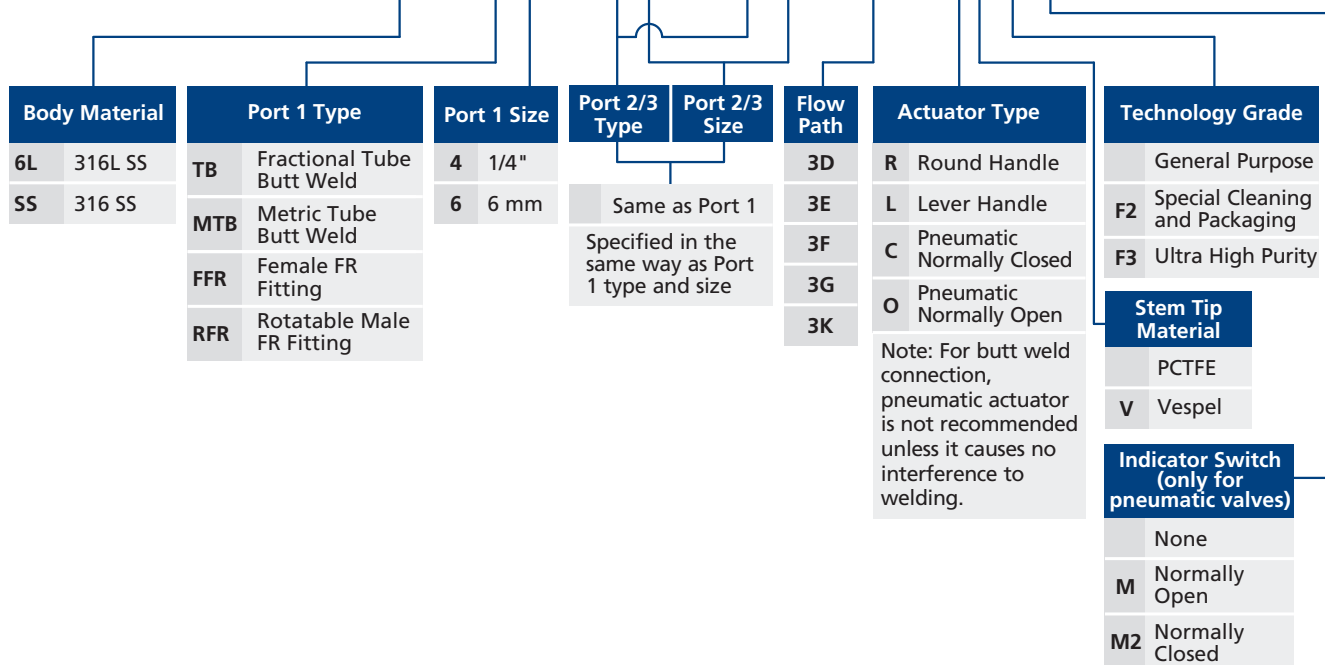 Body Material
6L 316L SS
SS 316 SS
Port 1 Type
TB Fractional Tube
Butt Weld
MTB Metric Tube
Butt Weld
FFR Female FR
Fitting
RFR Rotatable Male
FR Fitting
Port 1 Size
4 1/4"
6 6 mm
Port 2/3
Type
Port 2/3
Size
Same as Port 1
Specified in the
same way as Port
1 type and size
Flow
Path
3D
3E
3F
3G
3K
Actuator Type
R Round Handle
L Lever Handle
C Pneumatic
Normally Closed
O Pneumatic
Normally Open
Note: For butt weld
connection,
pneumatic actuator
is not recommended
unless it causes no
interference to
welding.
Technology Grade
General Purpose
F2 Special Cleaning
and Packaging
F3 Ultra High Purity
Stem Tip
Material
PCTFE
V Vespel
Indicator Switch
(only for
pneumatic valves)
None
M Normally
Open
M2 Normally
Closed